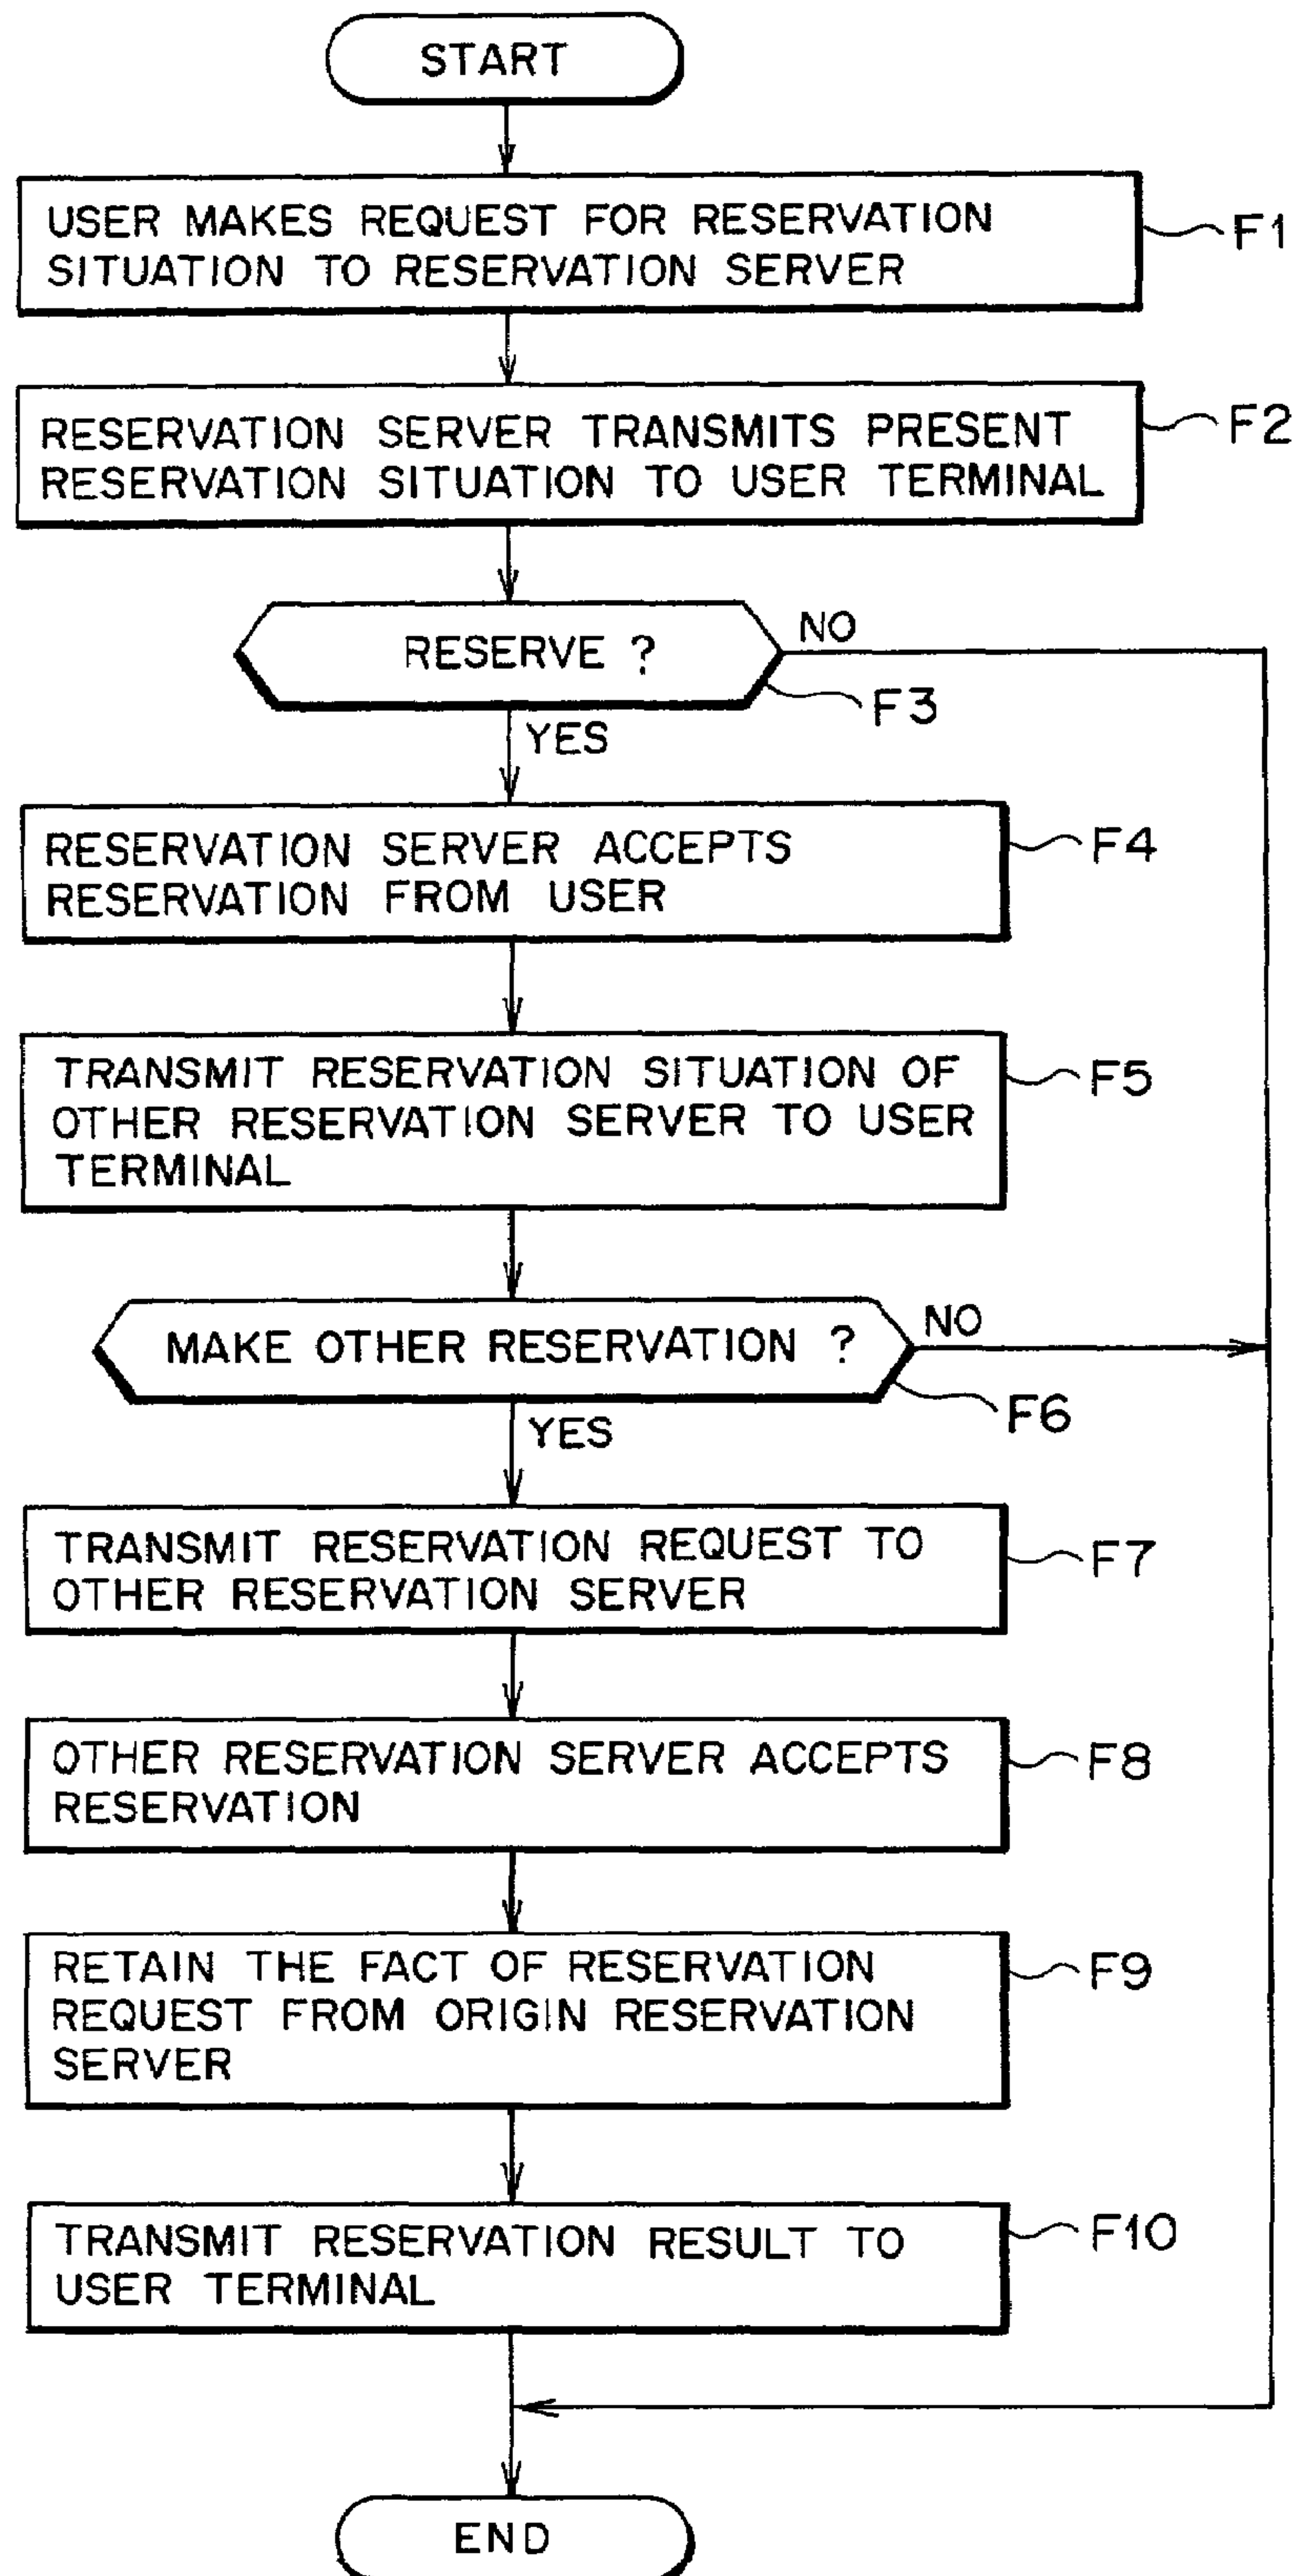 START
USER MAKES REQUEST FOR RESERVATION
SITUATION TO RESERVATION SERVER
F1
RESERVATION SERVER TRANSMITS PRESENT
RESERVATION SITUATION TO USER TERMINAL
F2
RESERVE ?
NO
F3
YES
RESERVATION SERVER ACCEPTS
RESERVATION FROM USER
F4
TRANSMIT RESERVATION SITUATION OF
OTHER RESERVATION SERVER TO USER
TERMINAL
F5
MAKE OTHER RESERVATION ?
NO
F6
YES
TRANSMIT RESERVATION REQUEST TO
OTHER RESERVATION SERVER
F7
OTHER RESERVATION SERVER ACCEPTS
RESERVATION
F8
RETAIN THE FACT OF RESERVATION
REQUEST FROM ORIGIN RESERVATION
SERVER
F9
TRANSMIT RESERVATION RESULT TO
USER TERMINAL
F10
END